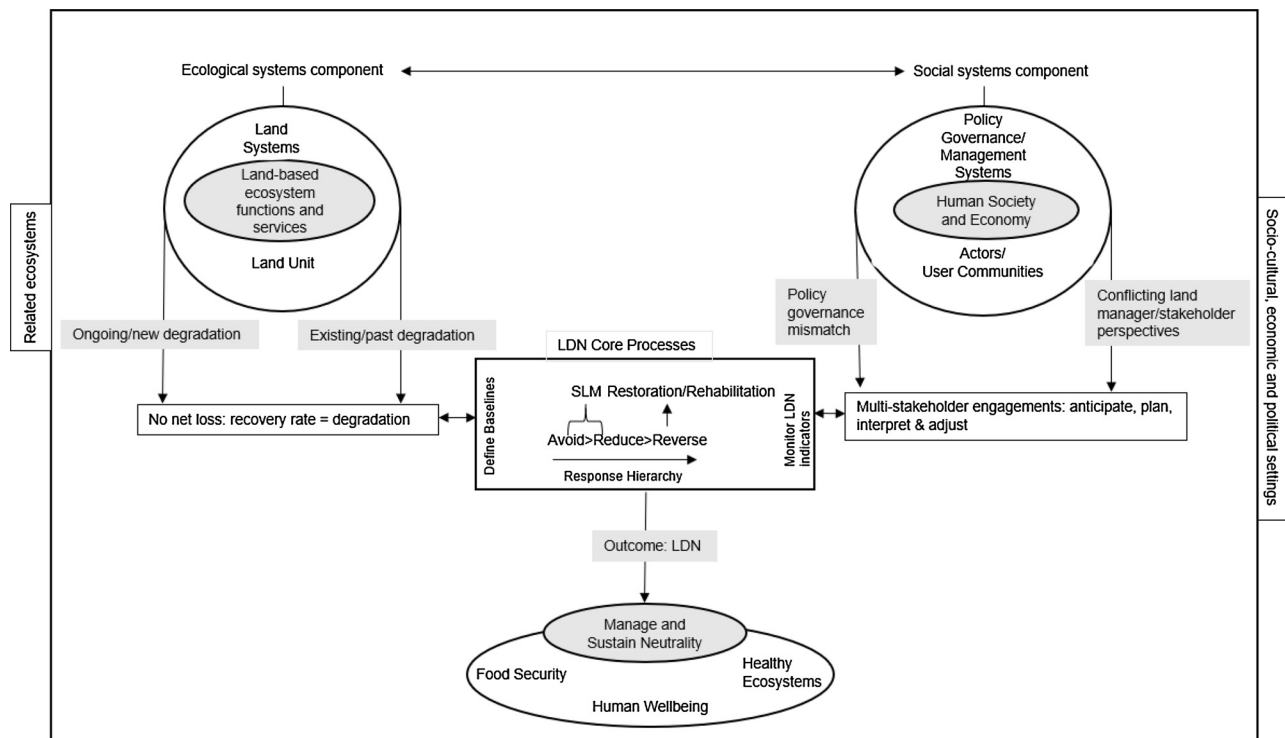 Ecological systems component
Social systems component
Land
Systems
Land-based
ecosystem
functions and
services
Land Unit
Policy
Governance/
Management
Systems
Human Society
and Economy
Actors/
User Communities
Related ecosystems
Socio-cultural, economic and political settings
Ongoing/new degradation
Existing/past degradation
Policy
governance
mismatch
Conflicting land
manager/stakeholder
perspectives
LDN Core Processes
No net loss: recovery rate = degradation
Define Baselines
SLM Restoration/Rehabilitation
Avoid>Reduce>Reverse
Response Hierarchy
Monitor LDN
indicators
Multi-stakeholder engagements: anticipate, plan,
interpret & adjust
Outcome: LDN
Manage and
Sustain Neutrality
Food Security
Healthy
Ecosystems
Human Wellbeing